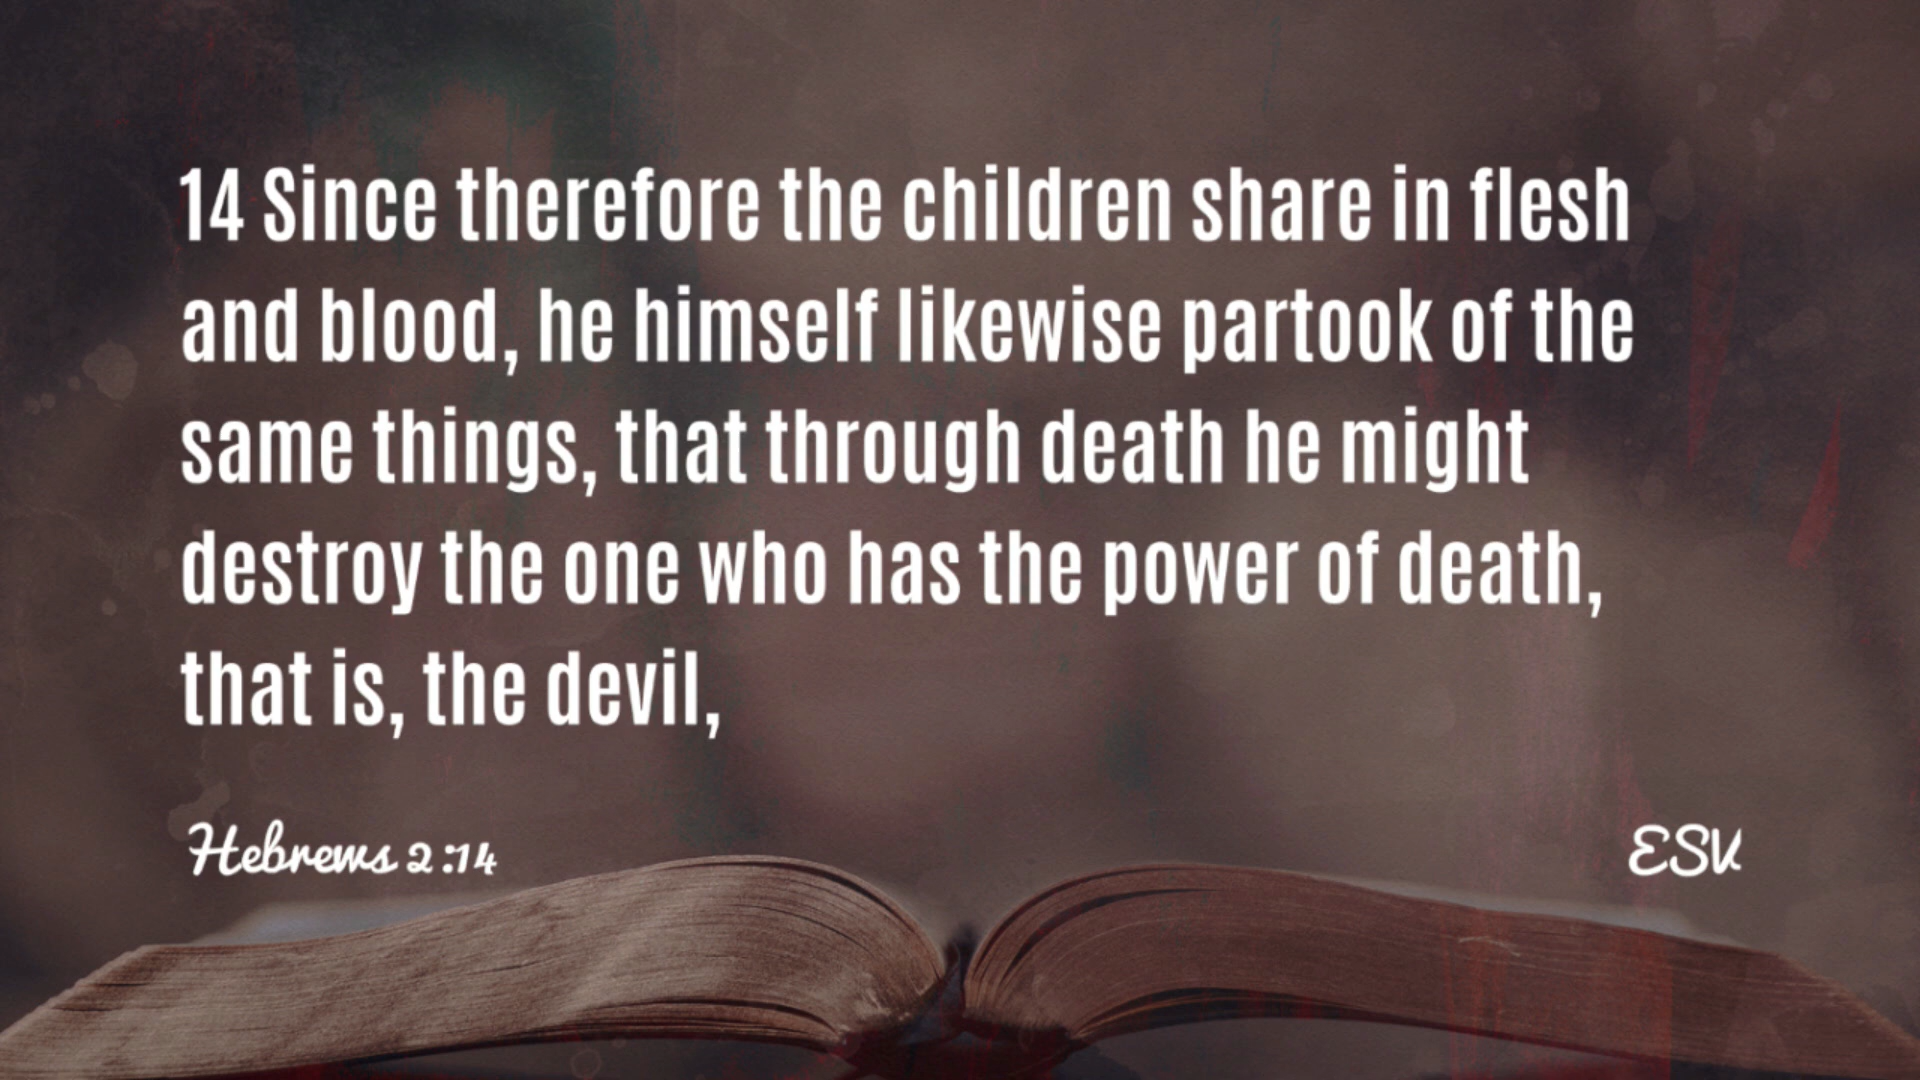 14 Since therefore the children share in flesh
and blood, he himself likewise partook of the
same things, that through death he might
destroy the one who has the power of death,
that is, the devil,
Hebrews 2:14
ESV